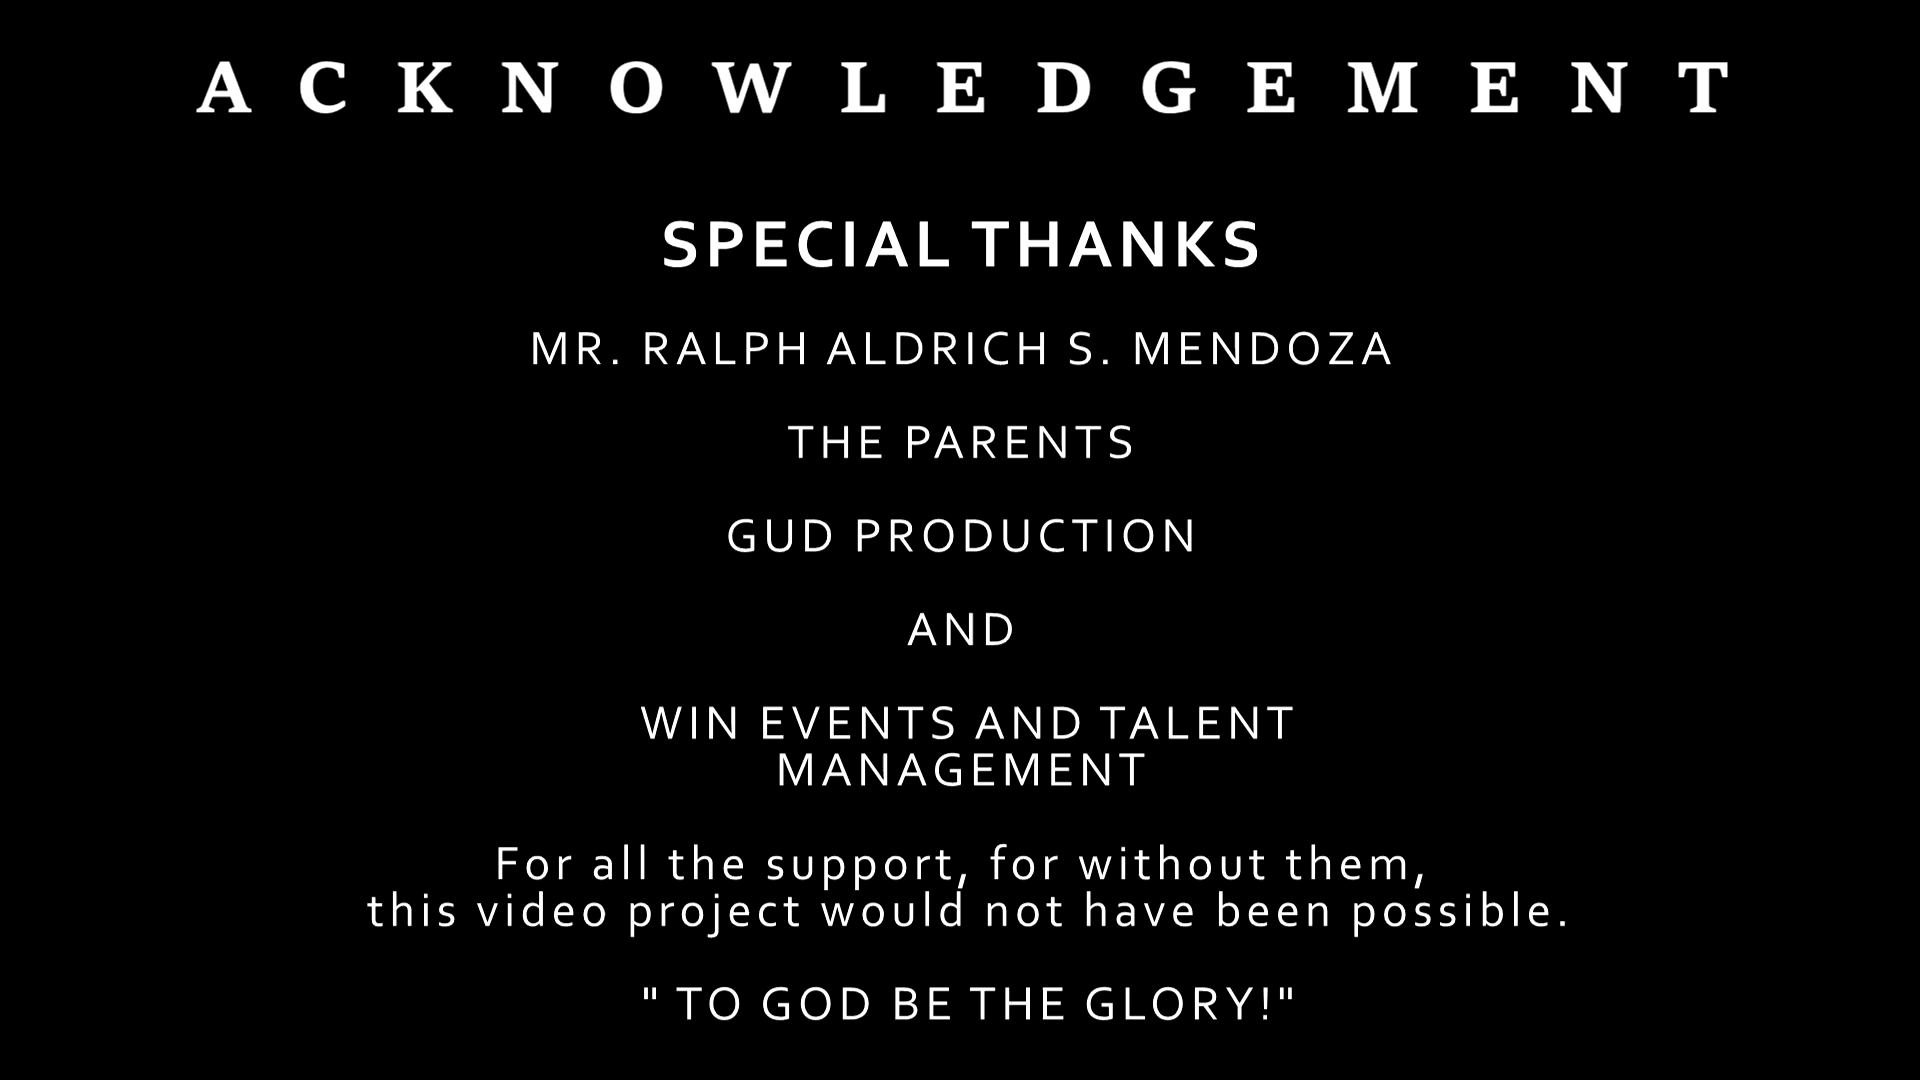 ACKNOWLEDGEMENT
SPECIAL THANKS
MR. RALPH ALDRICH S. MENDOZA
THE PARENTS
GUD PRODUCTION
AND
WIN EVENTS AND TALENT
MANAGEMENT
For all the support, for without them,
this video project would not have been possible.
" TO GOD BE THE GLORY!"